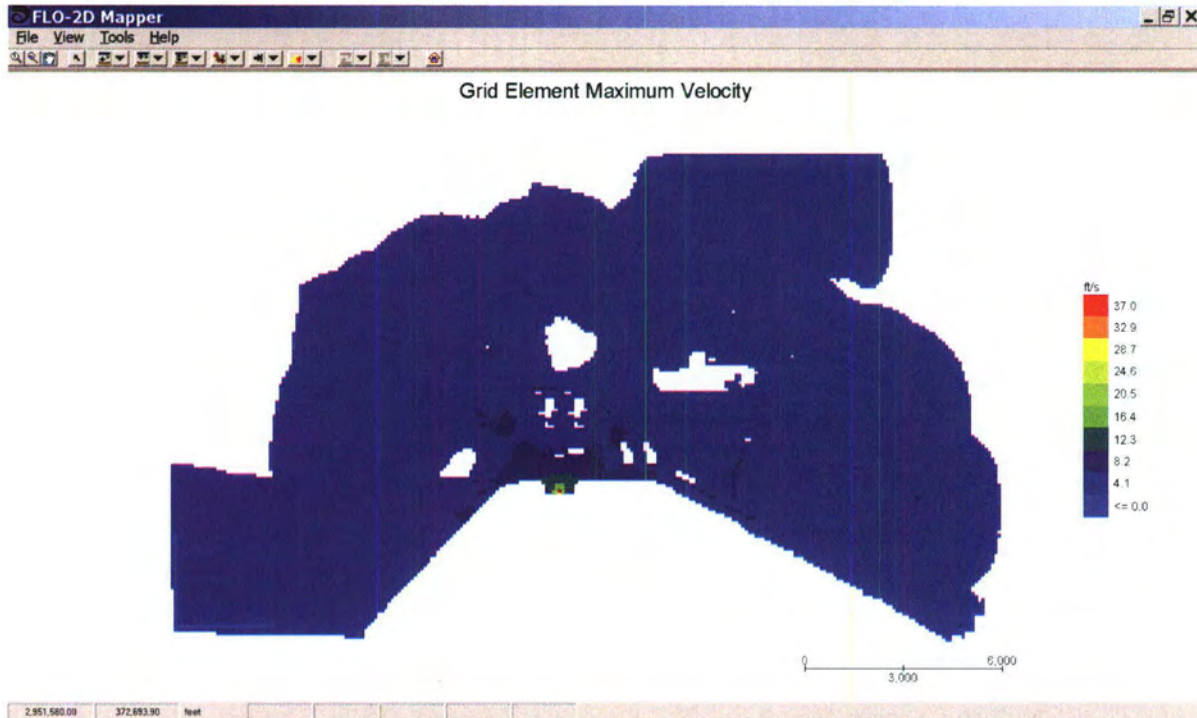 FLO-2D Mapper
File View Tools Help
Grid Element Maximum Velocity
ft/s
37.0
32.9
28.7
24.6
20.5
16.4
12.3
8.2
4.1
<= 0.0
0 6,000
3,000
2,951,580.00 372,693.90 feet